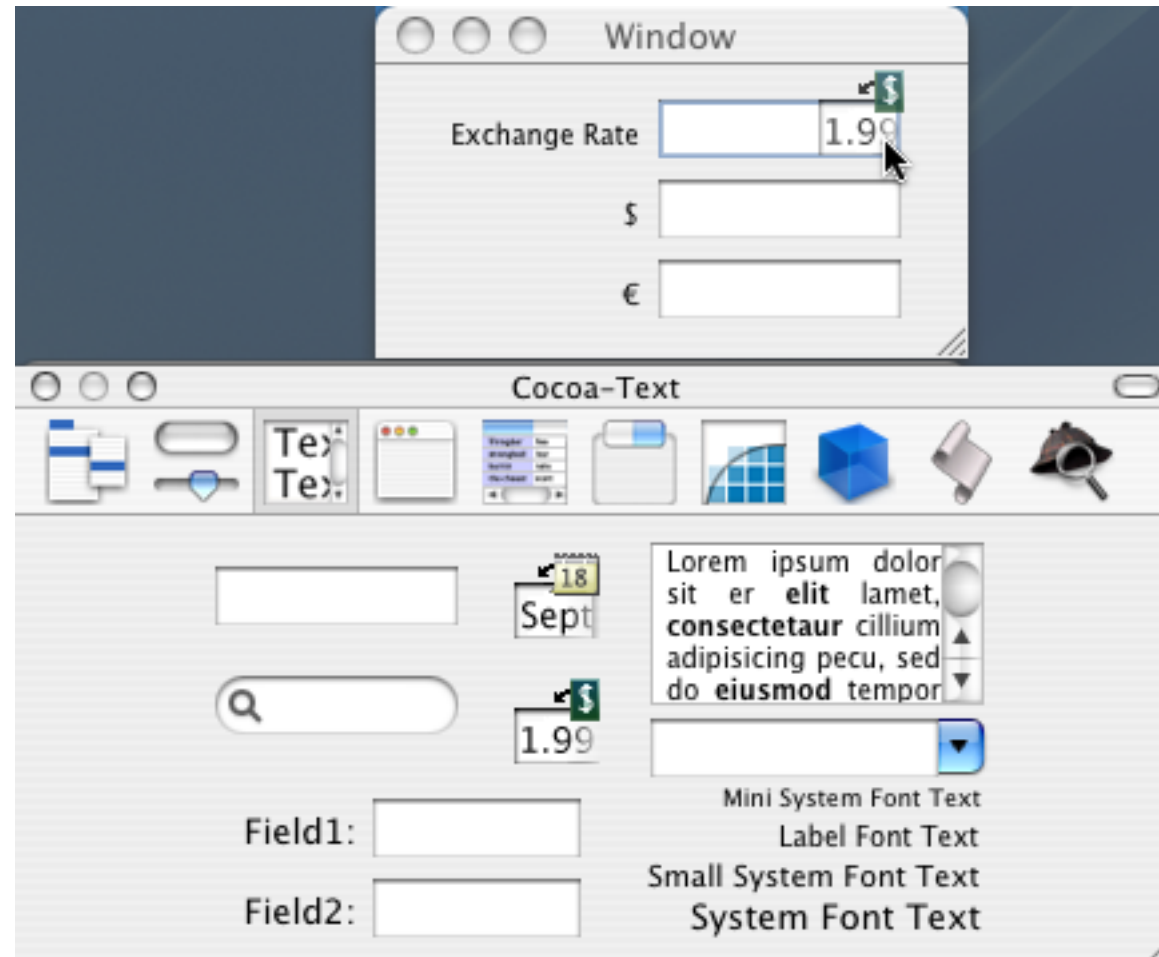 Window
$
Exchange Rate 1.99
$
€
Cocoa-Text
Tex
Tex
18
Sept
Lorem ipsum dolor
sit er elit lamet,
consectetaur cillium
adipisicing pecu, sed
do eiusmod tempor
$
1.99
Mini System Font Text
Field1:
Label Font Text
Small System Font Text
Field2:
System Font Text